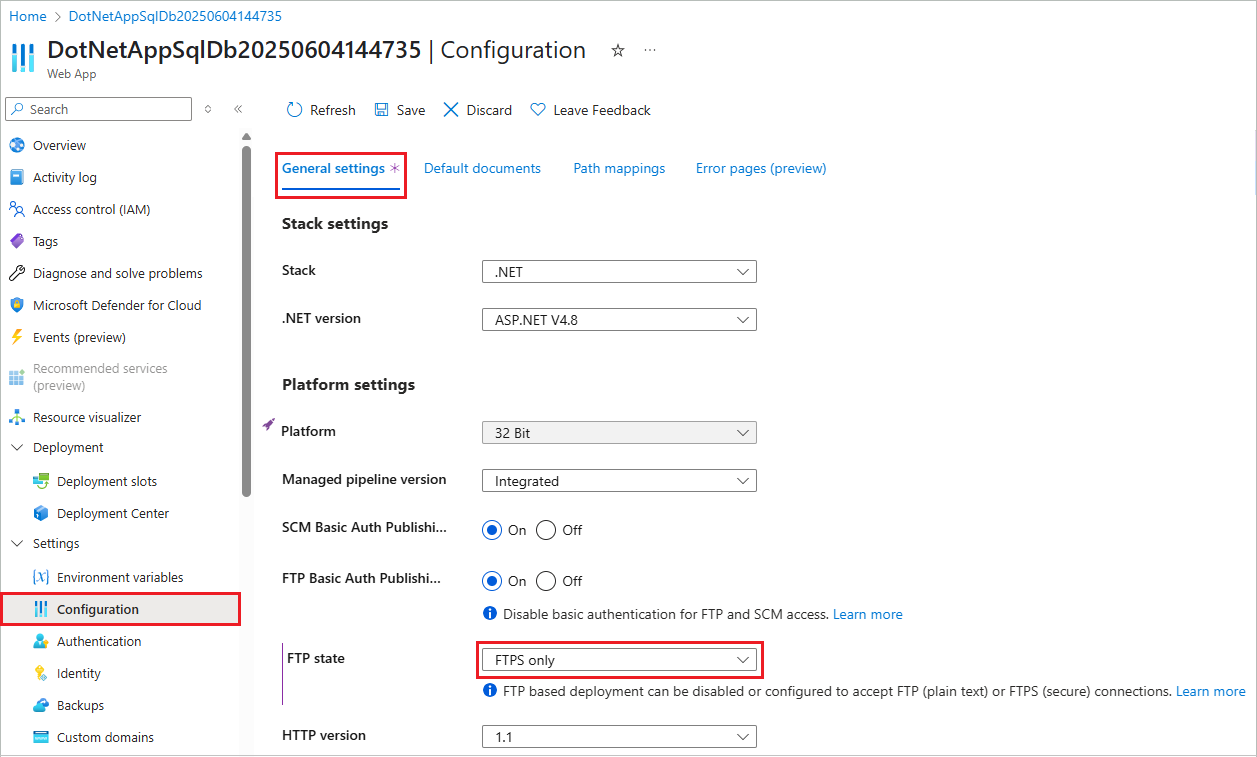 Home > DotNetAppSqlDb20250604144735
DotNetAppSqlDb20250604144735 | Configuration
Web App
Search
Refresh
Save
Discard
Leave Feedback
Overview
Activity log
Access control (IAM)
Tags
Diagnose and solve problems
Microsoft Defender for Cloud
Events (preview)
Recommended services
(preview)
Resource visualizer
Deployment
Deployment slots
Deployment Center
Settings
Environment variables
Configuration
Authentication
Identity
Backups
Custom domains
General settings *
Default documents
Path mappings
Error pages (preview)
Stack settings
Stack
.NET
.NET version
ASP.NET V4.8
Platform settings
Platform
32 Bit
Managed pipeline version
Integrated
SCM Basic Auth Publishi...
On Off
FTP Basic Auth Publishi...
On Off
Disable basic authentication for FTP and SCM access. Learn more
FTP state
FTPS only
FTP based deployment can be disabled or configured to accept FTP (plain text) or FTPS (secure) connections. Learn more
HTTP version
1.1